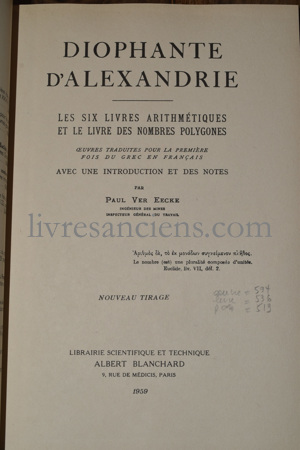 DIOPHANTE
D'ALEXANDRIE
LES SIX LIVRES ARITHMÉTIQUES
ET LE LIVRE DES NOMBRES POLYGONES
ŒUVRES TRADUITES POUR LA PREMIÈRE
FOIS DU GREC EN FRANÇAIS
AVEC UNE INTRODUCTION ET DES NOTES
PAR
PAUL VER EECKE
INGÉNIEUR DES MINES
INSPECTEUR GÉNÉRAL DU TRAVAIL
livresanciens.com
Le nombre (est) une pluralité composée d'unités.
Euclide, liv. VII, déf. 2.
NOUVEAU TIRAGE
LIBRAIRIE SCIENTIFIQUE ET TECHNIQUE
ALBERT BLANCHARD
9, RUE DE MÉDICIS, PARIS
1959